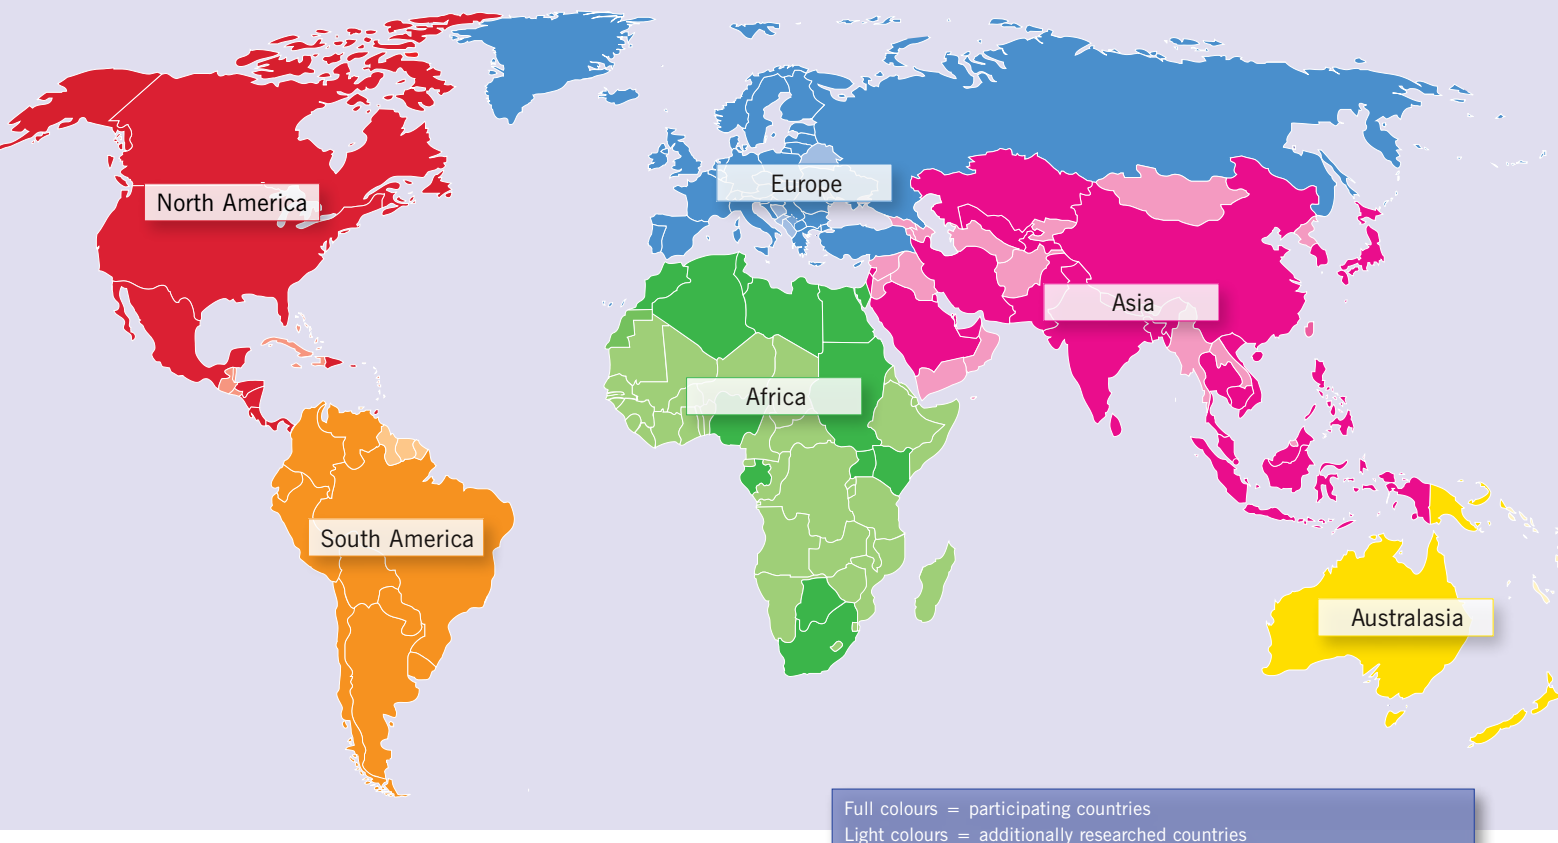 North America
Europe
Asia
Africa
South America
Australasia
Full colours = participating countries
Light colours = additionally researched countries